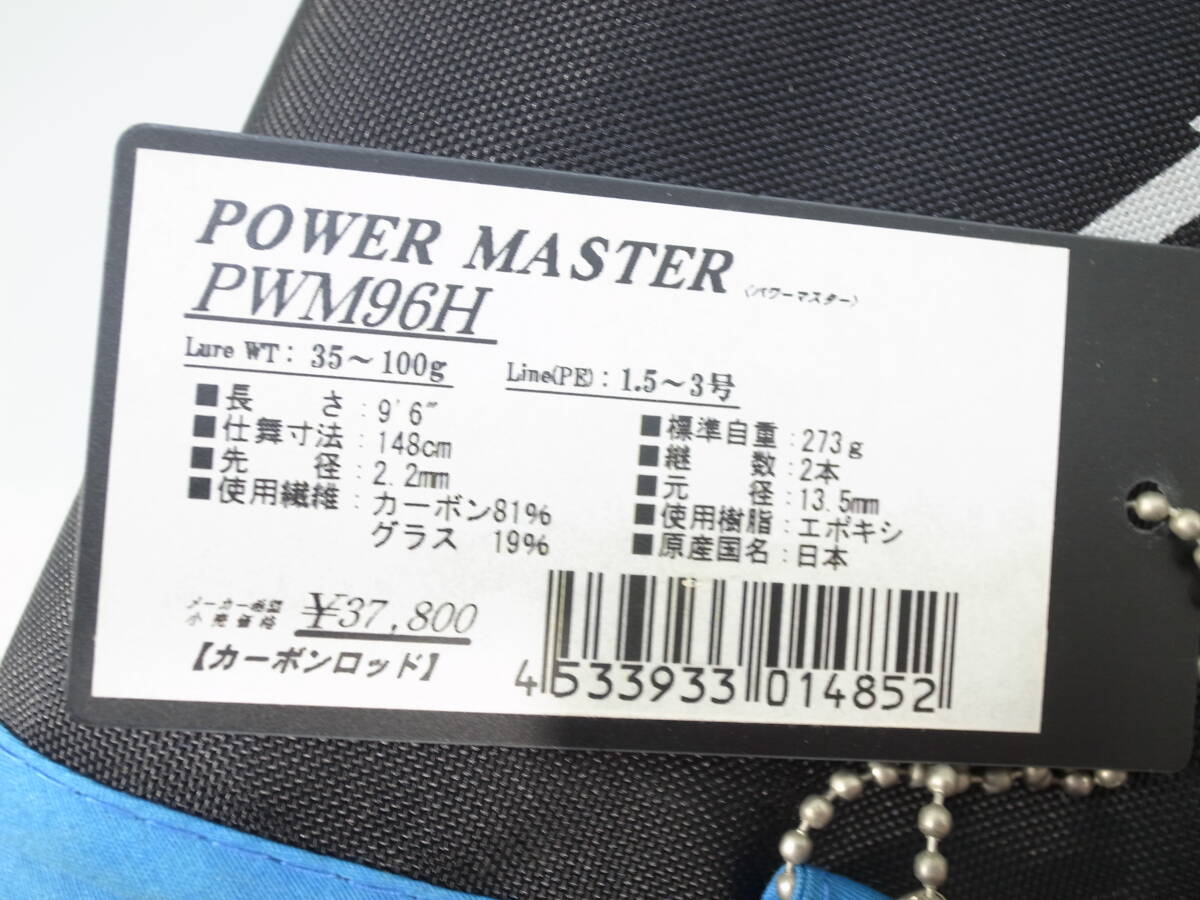 POWER MASTER 〈パワーマスター〉
PWM96H
Lure WT: 35～100g Line(PE): 1.5～3号
■長さ：9'6"
■仕舞寸法：148cm
■先径：2.2mm
■使用繊維：カーボン81%
グラス 19%
■標準自重：273g
■継数：2本
■元径：13.5mm
■使用樹脂：エポキシ
■原産国名：日本
メーカー希望
小売価格 ¥37,800
【カーボンロッド】
4 533933 014852